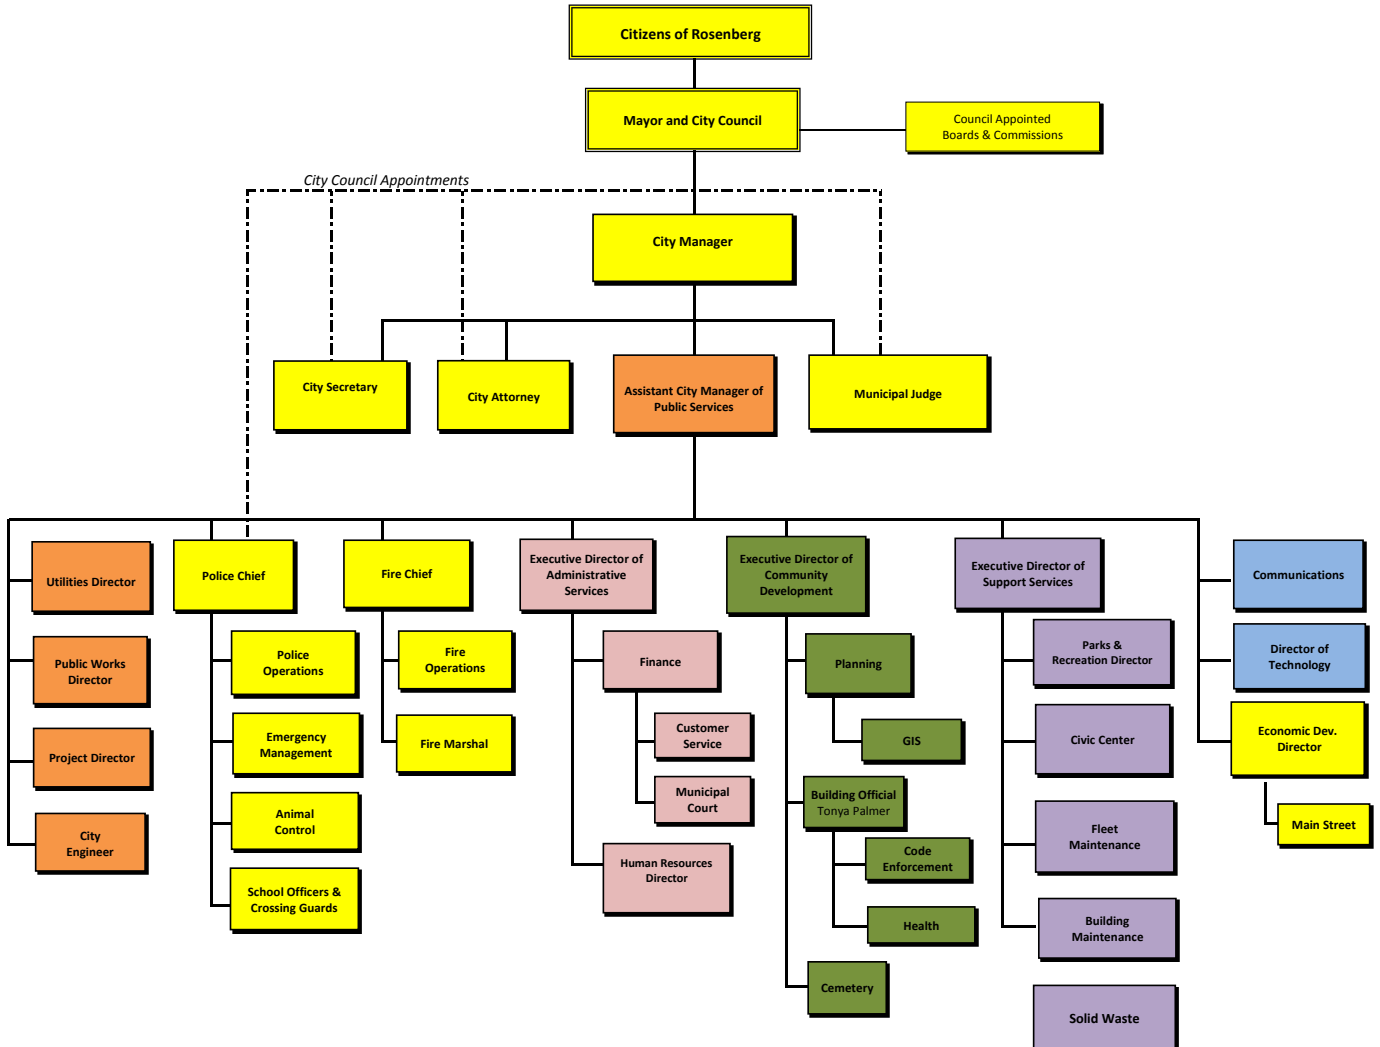 Citizens of Rosenberg
Mayor and City Council
Council Appointed
Boards & Commissions
City Council Appointments
City Manager
City Secretary
City Attorney
Assistant City Manager of
Public Services
Municipal Judge
Utilities Director
Public Works
Director
Project Director
City
Engineer
Police Chief
Police
Operations
Emergency
Management
Animal
Control
School Officers &
Crossing Guards
Fire Chief
Fire
Operations
Fire Marshal
Executive Director of
Administrative
Services
Finance
Customer
Service
Municipal
Court
Human Resources
Director
Executive Director of
Community
Development
Planning
GIS
Building Official
Tonya Palmer
Code
Enforcement
Health
Cemetery
Executive Director of
Support Services
Parks &
Recreation Director
Civic Center
Fleet
Maintenance
Building
Maintenance
Solid Waste
Communications
Director of
Technology
Economic Dev.
Director
Main Street